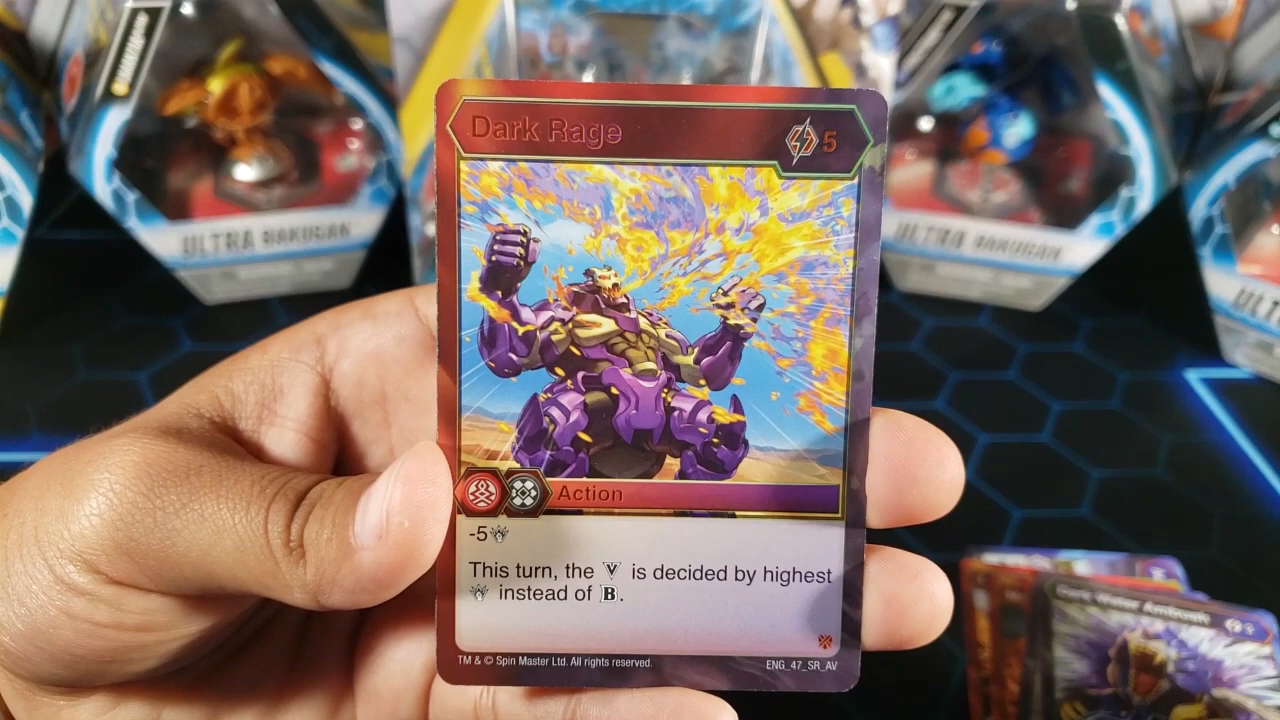 ULTRA BAKUGAN
ULTRA BAKUGAN
Dark Rage
5
Action
-5
This turn, the V is decided by highest
instead of B.
TM & © Spin Master Ltd. All rights reserved.
ENG_47_SR_AV